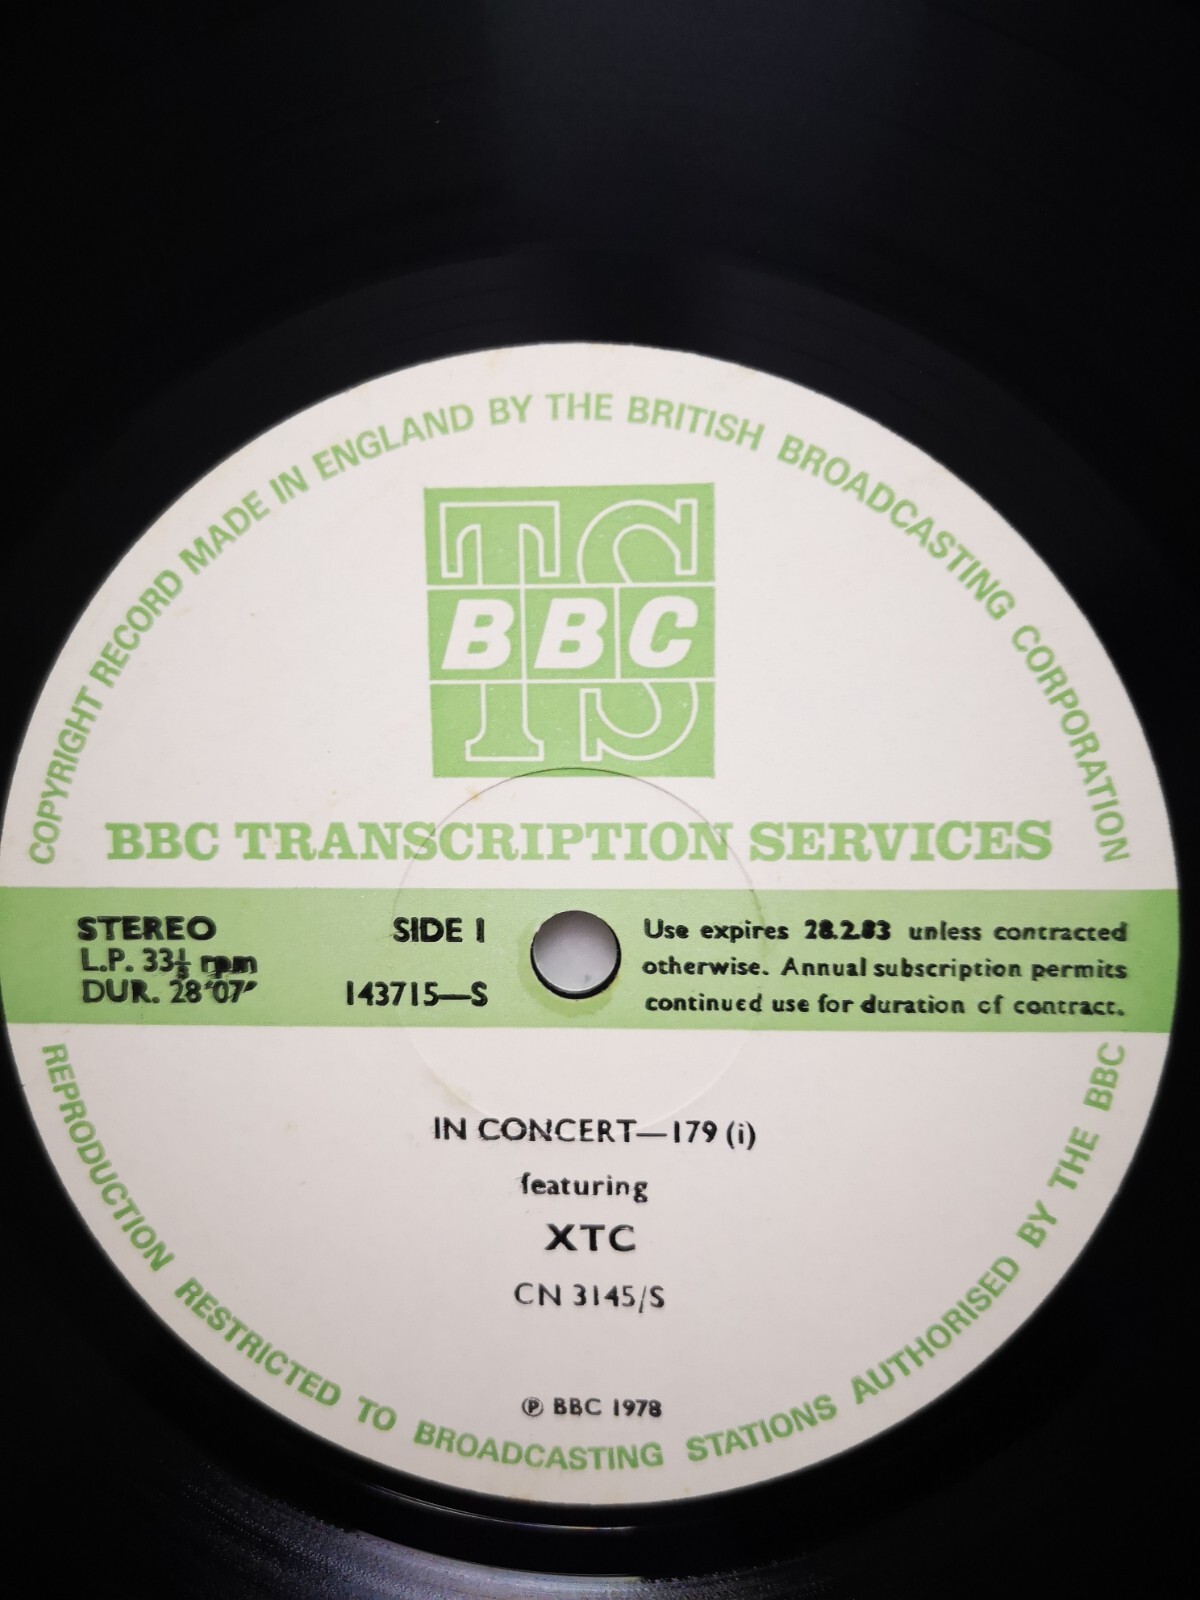 COPYRIGHT RECORD MADE IN ENGLAND BY THE BRITISH BROADCASTING CORPORATION
TS
BBC
BBC TRANSCRIPTION SERVICES
STEREO
L.P. 33⅓ rpm
DUR. 28'07"
SIDE 1
143715—S
Use expires 28.2.83 unless contracted
otherwise. Annual subscription permits
continued use for duration of contract.
IN CONCERT—179 (i)
featuring
XTC
CN 3145/S
℗ BBC 1978
REPRODUCTION RESTRICTED TO BROADCASTING STATIONS AUTHORISED BY THE BBC